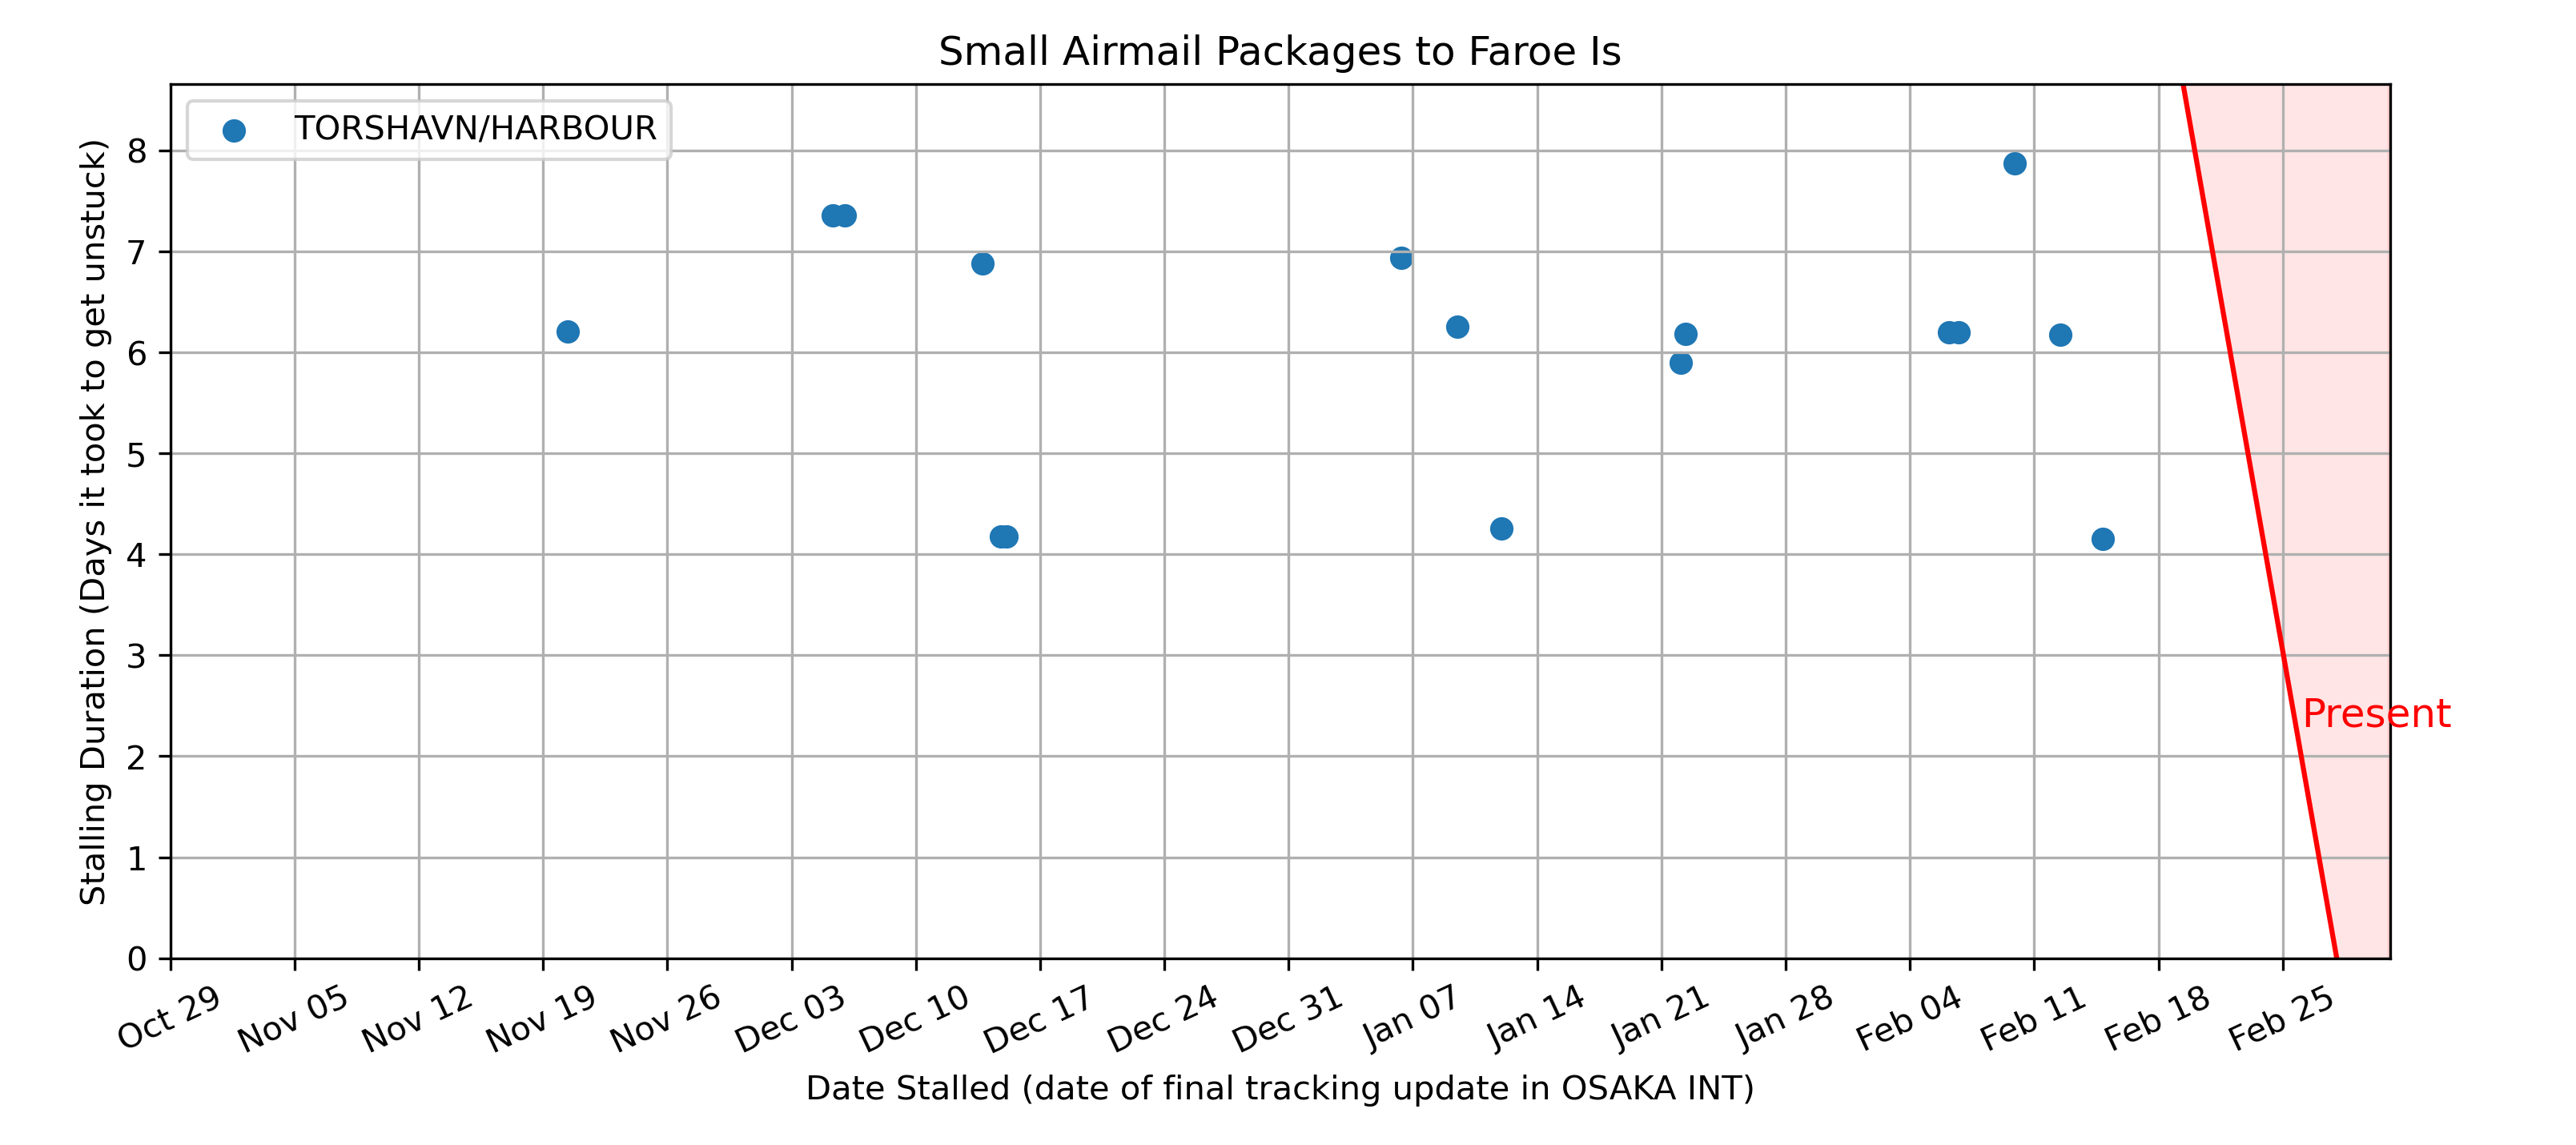 Small Airmail Packages to Faroe Is
TORSHAVN/HARBOUR
Stalling Duration (Days it took to get unstuck)
8
7
6
5
4
3
2
1
0
Present
Oct 29 Nov 05 Nov 12 Nov 19 Nov 26 Dec 03 Dec 10 Dec 17 Dec 24 Dec 31 Jan 07 Jan 14 Jan 21 Jan 28 Feb 04 Feb 11 Feb 18 Feb 25
Date Stalled (date of final tracking update in OSAKA INT)